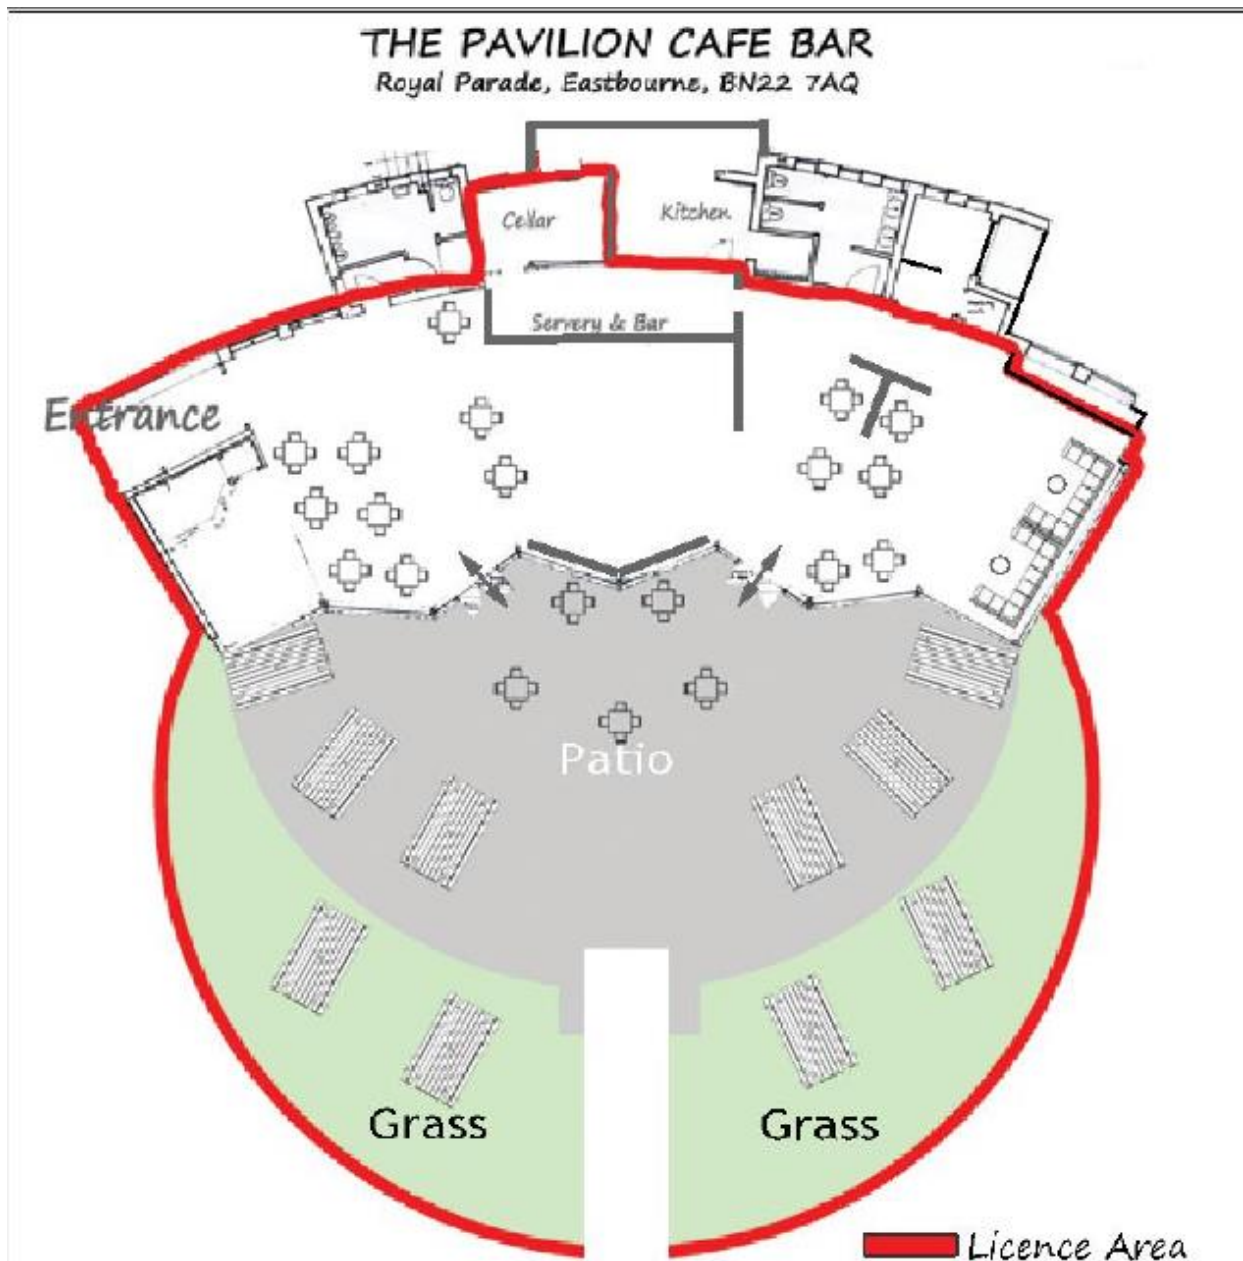 THE PAVILION CAFE BAR
Royal Parade, Eastbourne, BN22 7AQ
Cellar
Kitchen
Servery & Bar
Entrance
Patio
Grass
Grass
Licence Area